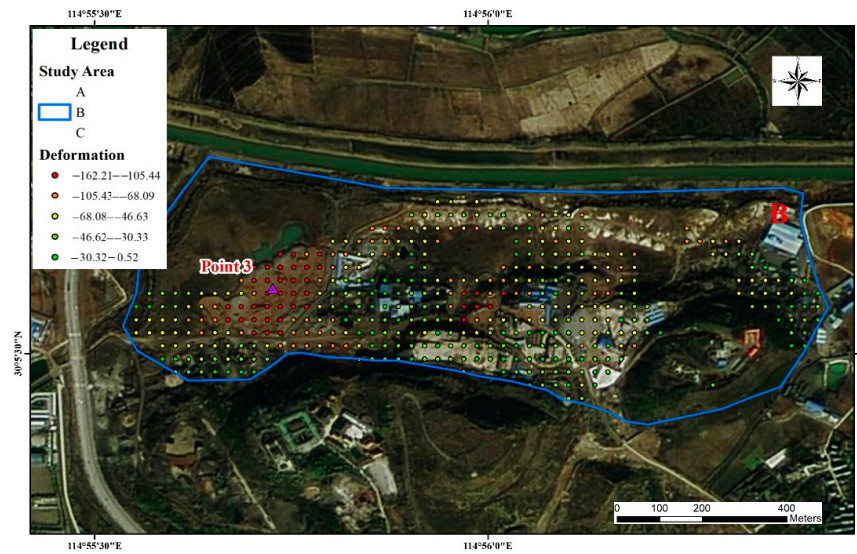 114°55'30"E
114°56'0"E
Legend
Study Area
A
B
C
Deformation
−162.21—−105.44
−105.43—−68.09
−68.08—−46.63
−46.62—−30.33
−30.32—0.52
B
Point 3
30°5'30"N
0 100 200 400
Meters
114°55'30"E
114°56'0"E